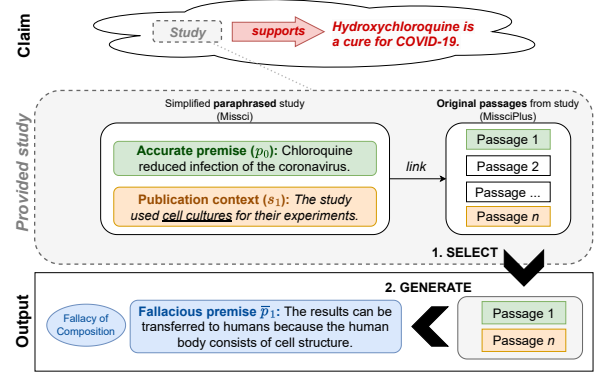 Claim
Study
supports
Hydroxychloroquine is
a cure for COVID-19.
Provided study
Simplified paraphrased study
(Missci)
Accurate premise (p₀): Chloroquine
reduced infection of the coronavirus.
Publication context (s₁): The study
used cell cultures for their experiments.
link
Original passages from study
(MissciPlus)
Passage 1
Passage 2
Passage ...
Passage n
1. SELECT
Output
2. GENERATE
Fallacy of
Composition
Fallacious premise p̅₁: The results can be
transferred to humans because the human
body consists of cell structure.
Passage 1
Passage n